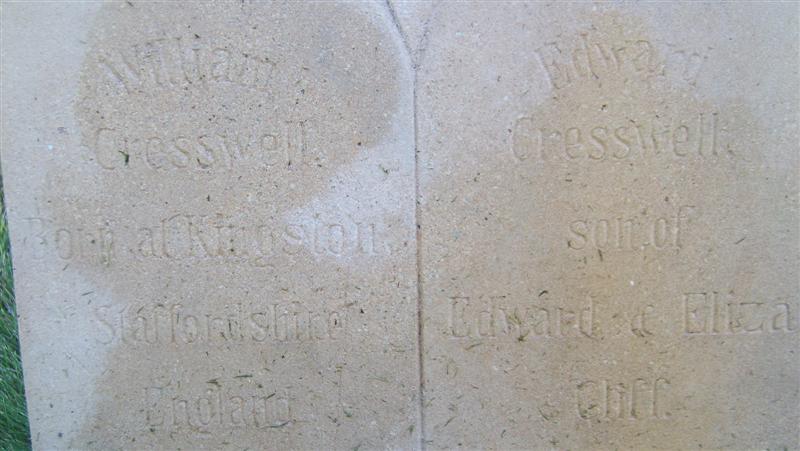 William
Cresswell.
Born at Kingston,
Staffordshire
England.
Edward
Cresswell.
son of
Edward & Eliza
Cliff.